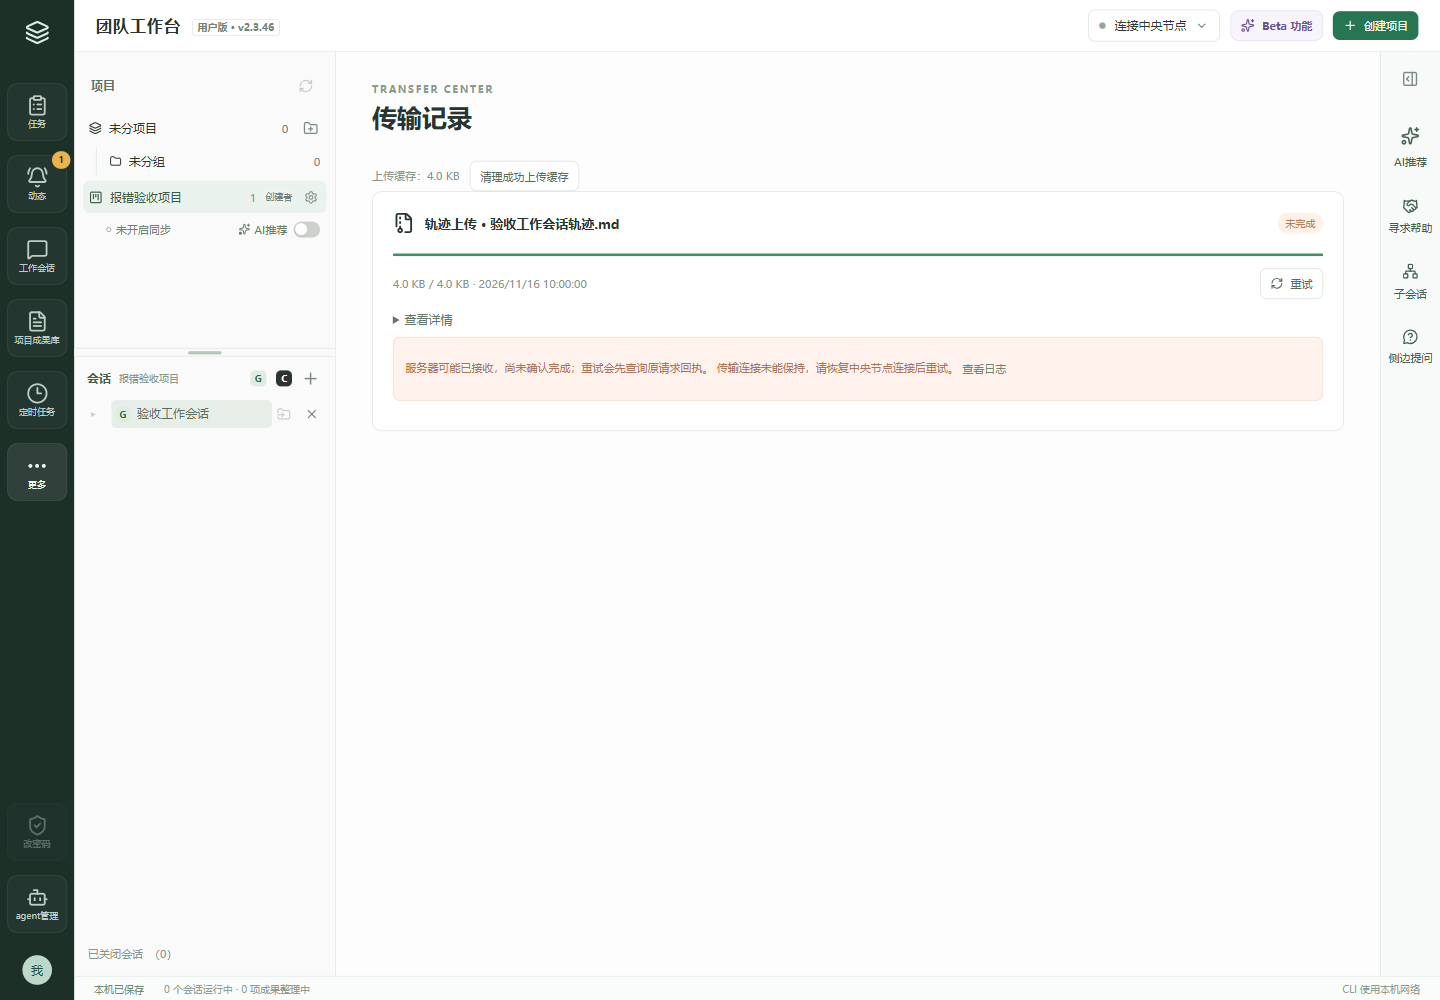 团队工作台
用户版 • v2.3.46
连接中央节点
Beta 功能
创建项目
任务
1
动态
工作会话
项目成果库
定时任务
更多
改密码
agent管理
我
项目
未分项目 0
未分组 0
报错验收项目 1 创建者
未开启同步 AI推荐
会话 报错验收项目 G C
G 验收工作会话
已关闭会话 (0)
TRANSFER CENTER
传输记录
上传缓存：4.0 KB 清理成功上传缓存
轨迹上传 • 验收工作会话轨迹.md 未完成
4.0 KB / 4.0 KB · 2026/11/16 10:00:00 重试
查看详情
服务器可能已接收，尚未确认完成；重试会先查询原请求回执。 传输连接未能保持，请恢复中央节点连接后重试。 查看日志
AI推荐
寻求帮助
子会话
侧边提问
本机已保存 0 个会话运行中 · 0 项成果整理中 CLI 使用本机网络